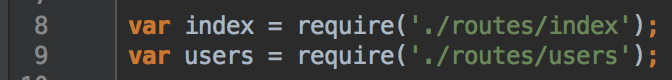 8 var index = require('./routes/index');
9 var users = require('./routes/users');